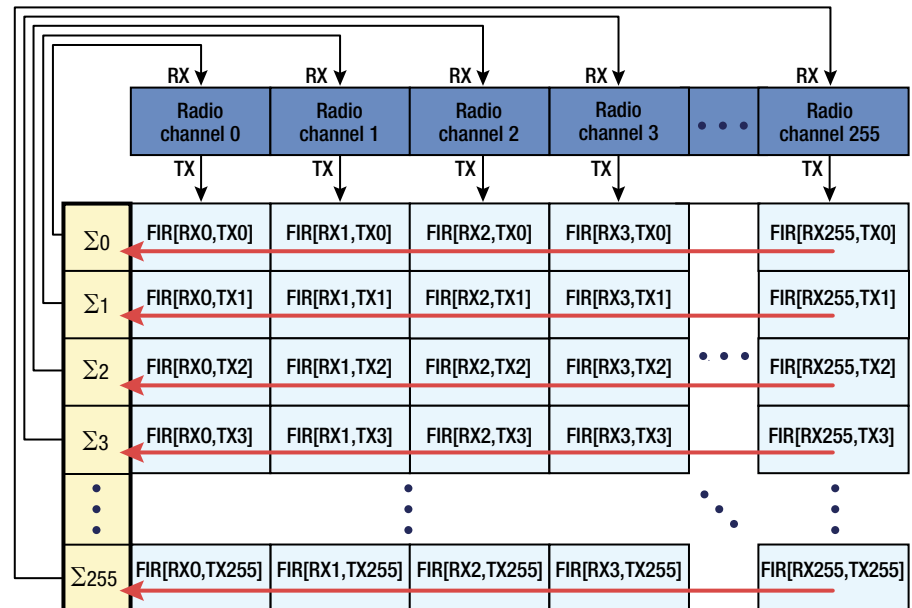 RX RX RX RX RX
Radio channel 0 Radio channel 1 Radio channel 2 Radio channel 3 Radio channel 255
TX TX TX TX TX
Σ0 FIR[RX0,TX0] FIR[RX1,TX0] FIR[RX2,TX0] FIR[RX3,TX0] FIR[RX255,TX0]
Σ1 FIR[RX0,TX1] FIR[RX1,TX1] FIR[RX2,TX1] FIR[RX3,TX1] FIR[RX255,TX1]
Σ2 FIR[RX0,TX2] FIR[RX1,TX2] FIR[RX2,TX2] FIR[RX3,TX2] FIR[RX255,TX2]
Σ3 FIR[RX0,TX3] FIR[RX1,TX3] FIR[RX2,TX3] FIR[RX3,TX3] FIR[RX255,TX3]
Σ255 FIR[RX0,TX255] FIR[RX1,TX255] FIR[RX2,TX255] FIR[RX3,TX255] FIR[RX255,TX255]